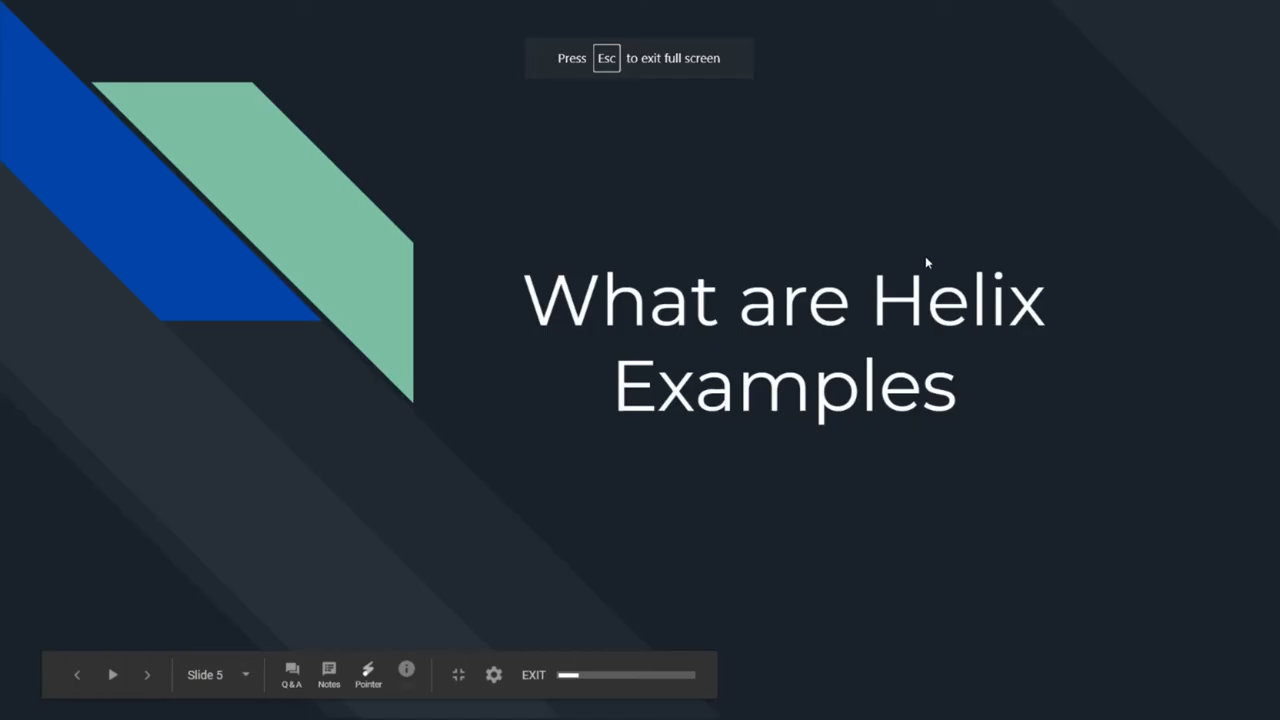 Press Esc to exit full screen
What are Helix
Examples
Slide 5
Q&A
Notes
Pointer
EXIT